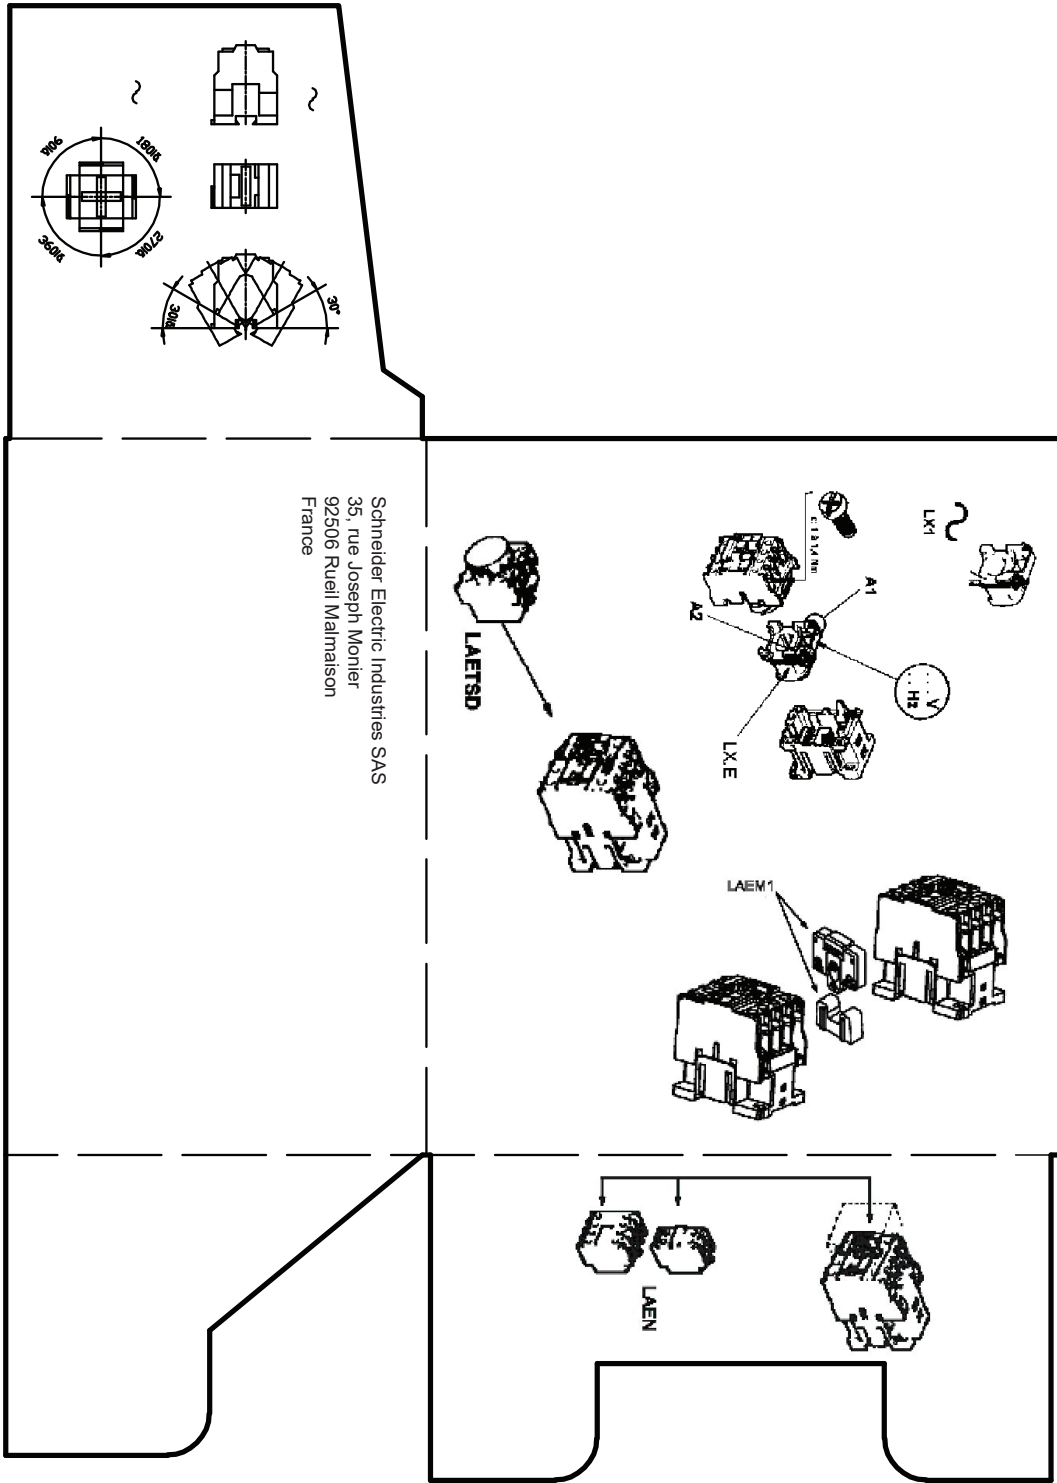 LX1
... V
... Hz
A1
A2
LX.E
LAEM1
LAETSD
LAEN
Schneider Electric Industries SAS
35, rue Joseph Monier
92506 Rueil Malmaison
France
30°